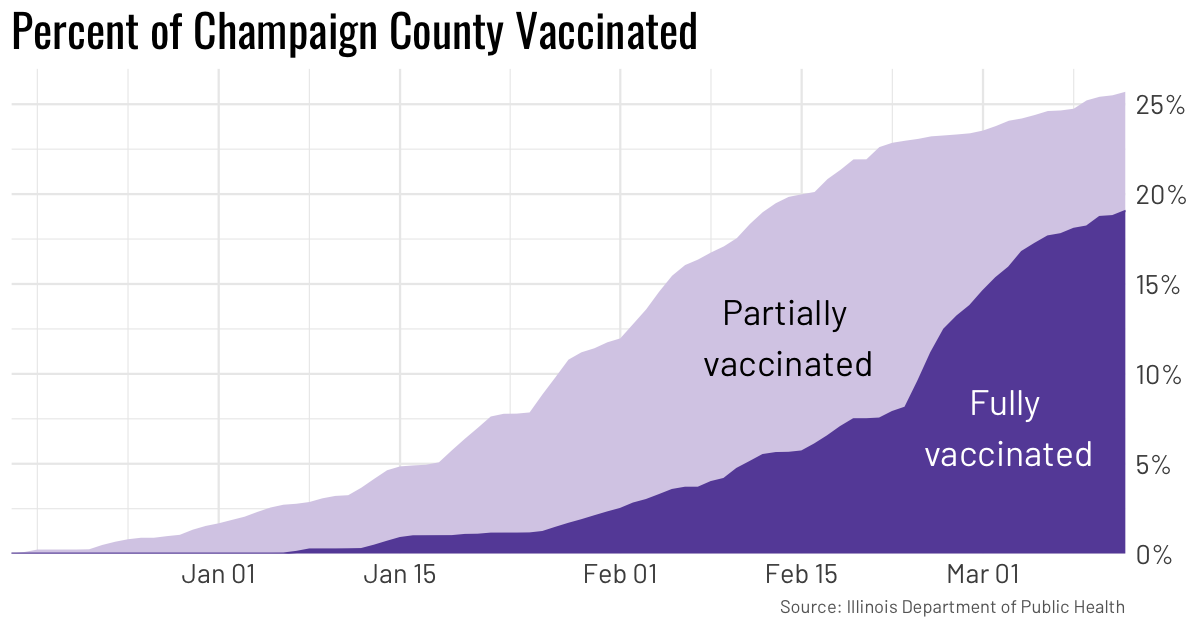 Percent of Champaign County Vaccinated
25%
20%
15%
10%
5%
0%
Partially
vaccinated
Fully
vaccinated
Jan 01
Jan 15
Feb 01
Feb 15
Mar 01
Source: Illinois Department of Public Health